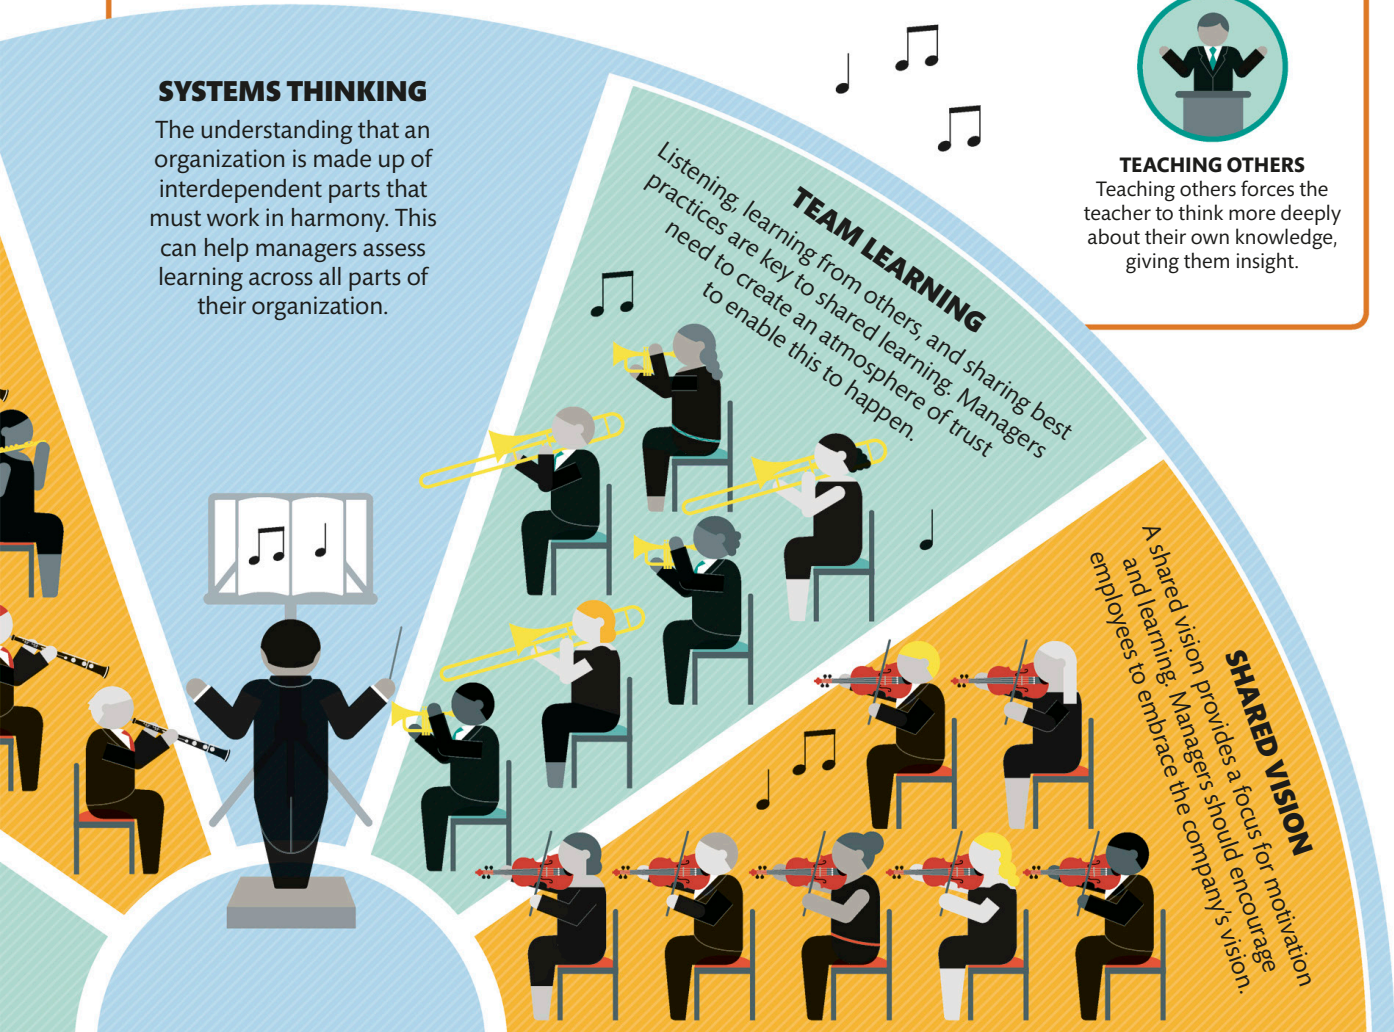 SYSTEMS THINKING
The understanding that an
organization is made up of
interdependent parts that
must work in harmony. This
can help managers assess
learning across all parts of
their organization.
TEAM LEARNING
Listening, learning from others, and sharing best
practices are key to shared learning. Managers
need to create an atmosphere of trust
to enable this to happen.
TEACHING OTHERS
Teaching others forces the
teacher to think more deeply
about their own knowledge,
giving them insight.
SHARED VISION
A shared vision provides a focus for motivation
and learning. Managers should encourage
employees to embrace the company's vision.